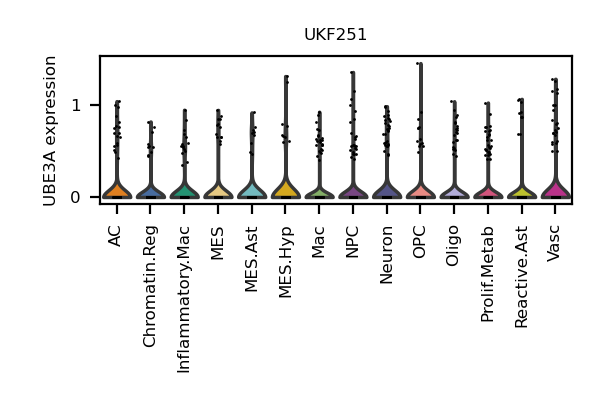 UKF251
UBE3A expression
1
0
AC
Chromatin.Reg
Inflammatory.Mac
MES
MES.Ast
MES.Hyp
Mac
NPC
Neuron
OPC
Oligo
Prolif.Metab
Reactive.Ast
Vasc